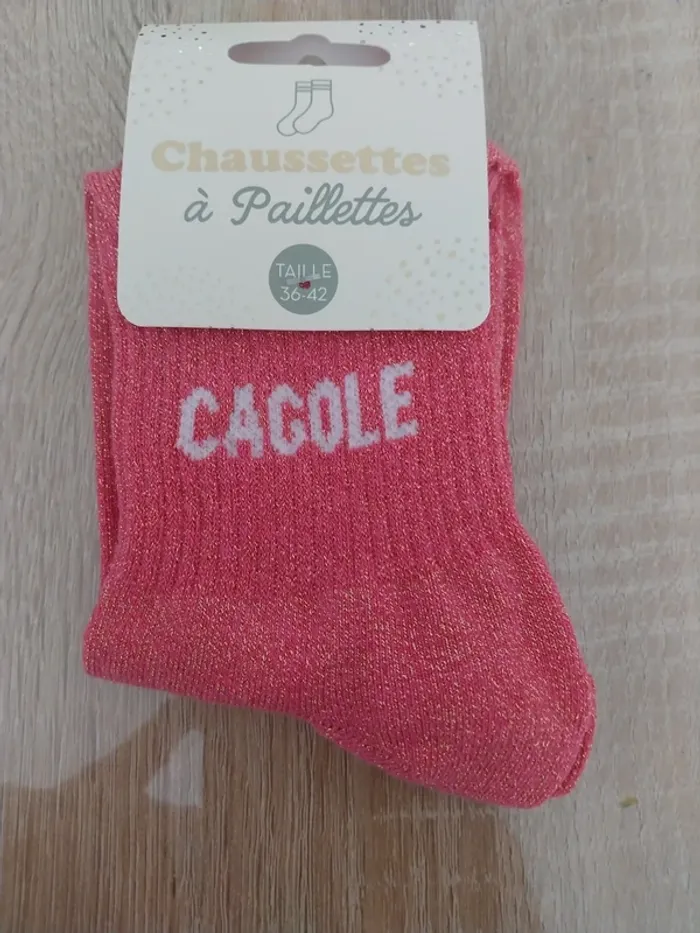 Chaussettes
à Paillettes
TAILLE
36-42
CAGOLE